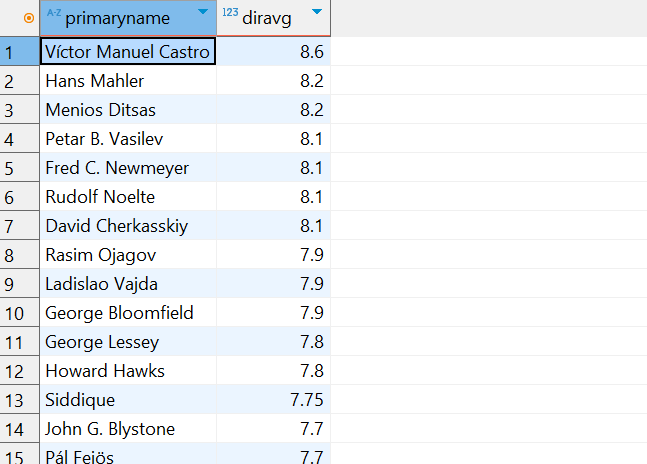 A-Z primaryname 123 diravg
1 Víctor Manuel Castro 8.6
2 Hans Mahler 8.2
3 Menios Ditsas 8.2
4 Petar B. Vasilev 8.1
5 Fred C. Newmeyer 8.1
6 Rudolf Noelte 8.1
7 David Cherkasskiy 8.1
8 Rasim Ojagov 7.9
9 Ladislao Vajda 7.9
10 George Bloomfield 7.9
11 George Lessey 7.8
12 Howard Hawks 7.8
13 Siddique 7.75
14 John G. Blystone 7.7
15 Pál Fejös 7.7